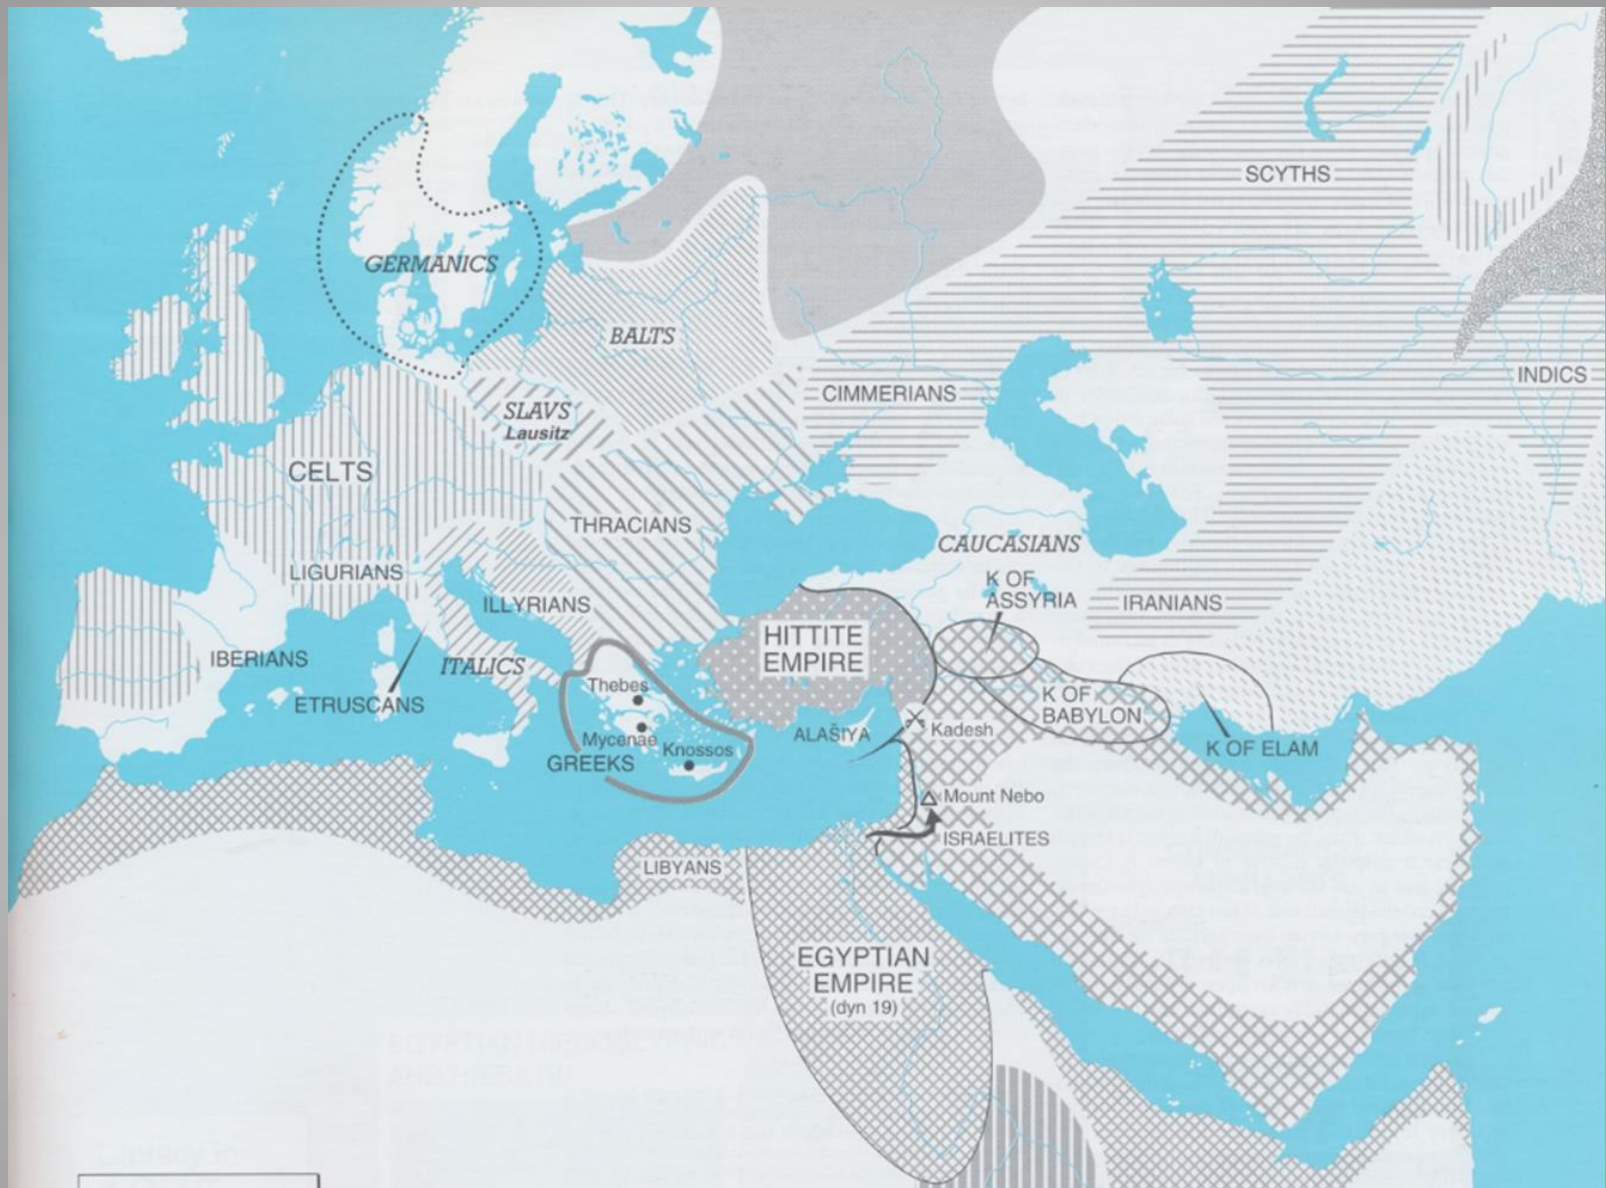 SCYTHS
GERMANICS
BALTS
INDICS
CIMMERIANS
SLAVS
Lausitz
CELTS
THRACIANS
CAUCASIANS
LIGURIANS
K OF
ASSYRIA
ILLYRIANS
IRANIANS
HITTITE
EMPIRE
IBERIANS
ITALICS
Thebes
ETRUSCANS
K OF
BABYLON
ALAŠIYA
Kadesh
Mycenae
Knossos
K OF ELAM
GREEKS
Mount Nebo
ISRAELITES
LIBYANS
EGYPTIAN
EMPIRE
(dyn 19)